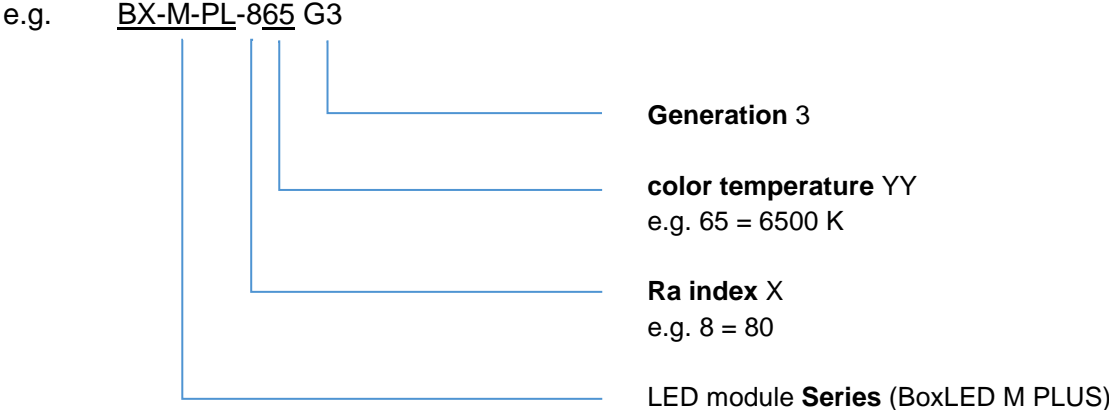 e.g. BX-M-PL-865 G3
Generation 3
color temperature YY
e.g. 65 = 6500 K
Ra index X
e.g. 8 = 80
LED module Series (BoxLED M PLUS)